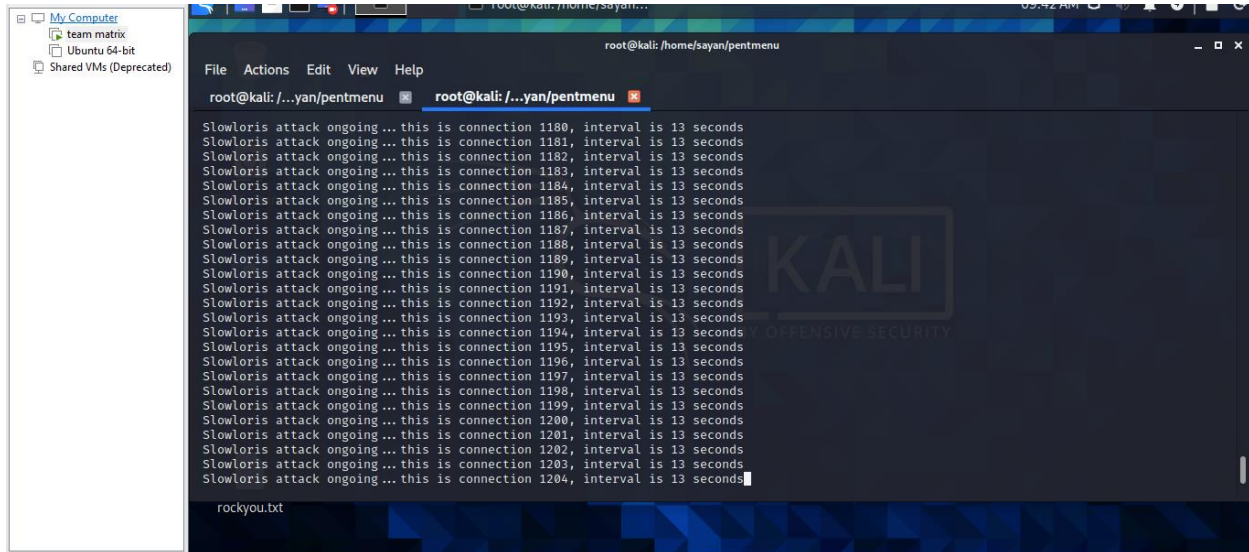 My Computer
team matrix
Ubuntu 64-bit
Shared VMs (Deprecated)
root@kali: /home/sayan...
09:42 AM
root@kali: /home/sayan/pentmenu
File Actions Edit View Help
root@kali: /...yan/pentmenu root@kali: /...yan/pentmenu
Slowloris attack ongoing...this is connection 1180, interval is 13 seconds
Slowloris attack ongoing...this is connection 1181, interval is 13 seconds
Slowloris attack ongoing...this is connection 1182, interval is 13 seconds
Slowloris attack ongoing...this is connection 1183, interval is 13 seconds
Slowloris attack ongoing...this is connection 1184, interval is 13 seconds
Slowloris attack ongoing...this is connection 1185, interval is 13 seconds
Slowloris attack ongoing...this is connection 1186, interval is 13 seconds
Slowloris attack ongoing...this is connection 1187, interval is 13 seconds
Slowloris attack ongoing...this is connection 1188, interval is 13 seconds
Slowloris attack ongoing...this is connection 1189, interval is 13 seconds
Slowloris attack ongoing...this is connection 1190, interval is 13 seconds
Slowloris attack ongoing...this is connection 1191, interval is 13 seconds
Slowloris attack ongoing...this is connection 1192, interval is 13 seconds
Slowloris attack ongoing...this is connection 1193, interval is 13 seconds
Slowloris attack ongoing...this is connection 1194, interval is 13 seconds
Slowloris attack ongoing...this is connection 1195, interval is 13 seconds
Slowloris attack ongoing...this is connection 1196, interval is 13 seconds
Slowloris attack ongoing...this is connection 1197, interval is 13 seconds
Slowloris attack ongoing...this is connection 1198, interval is 13 seconds
Slowloris attack ongoing...this is connection 1199, interval is 13 seconds
Slowloris attack ongoing...this is connection 1200, interval is 13 seconds
Slowloris attack ongoing...this is connection 1201, interval is 13 seconds
Slowloris attack ongoing...this is connection 1202, interval is 13 seconds
Slowloris attack ongoing...this is connection 1203, interval is 13 seconds
Slowloris attack ongoing...this is connection 1204, interval is 13 seconds
KALI
BY OFFENSIVE SECURITY
rockyou.txt